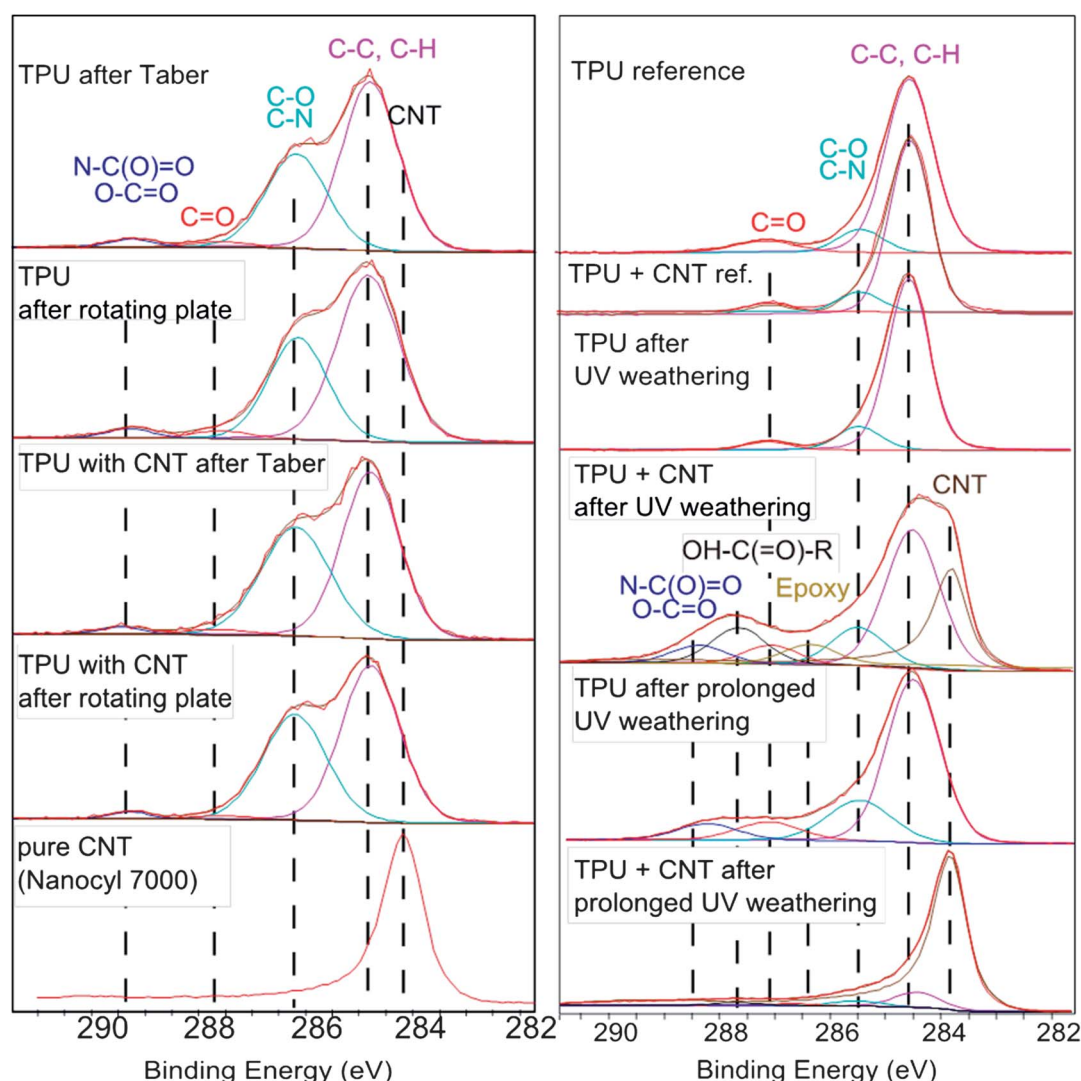 TPU after Taber
C-C, C-H
C-O
C-N
CNT
N-C(O)=O
O-C=O
C=O
TPU
after rotating plate
TPU with CNT after Taber
TPU with CNT
after rotating plate
pure CNT
(Nanocyl 7000)
290
288
286
284
282
Binding Energy (eV)
TPU reference
C-C, C-H
C-O
C-N
C=O
TPU + CNT ref.
TPU after
UV weathering
TPU + CNT
after UV weathering
CNT
OH-C(=O)-R
N-C(O)=O
O-C=O
Epoxy
TPU after prolonged
UV weathering
TPU + CNT after
prolonged UV weathering
290
288
286
284
282
Binding Energy (eV)